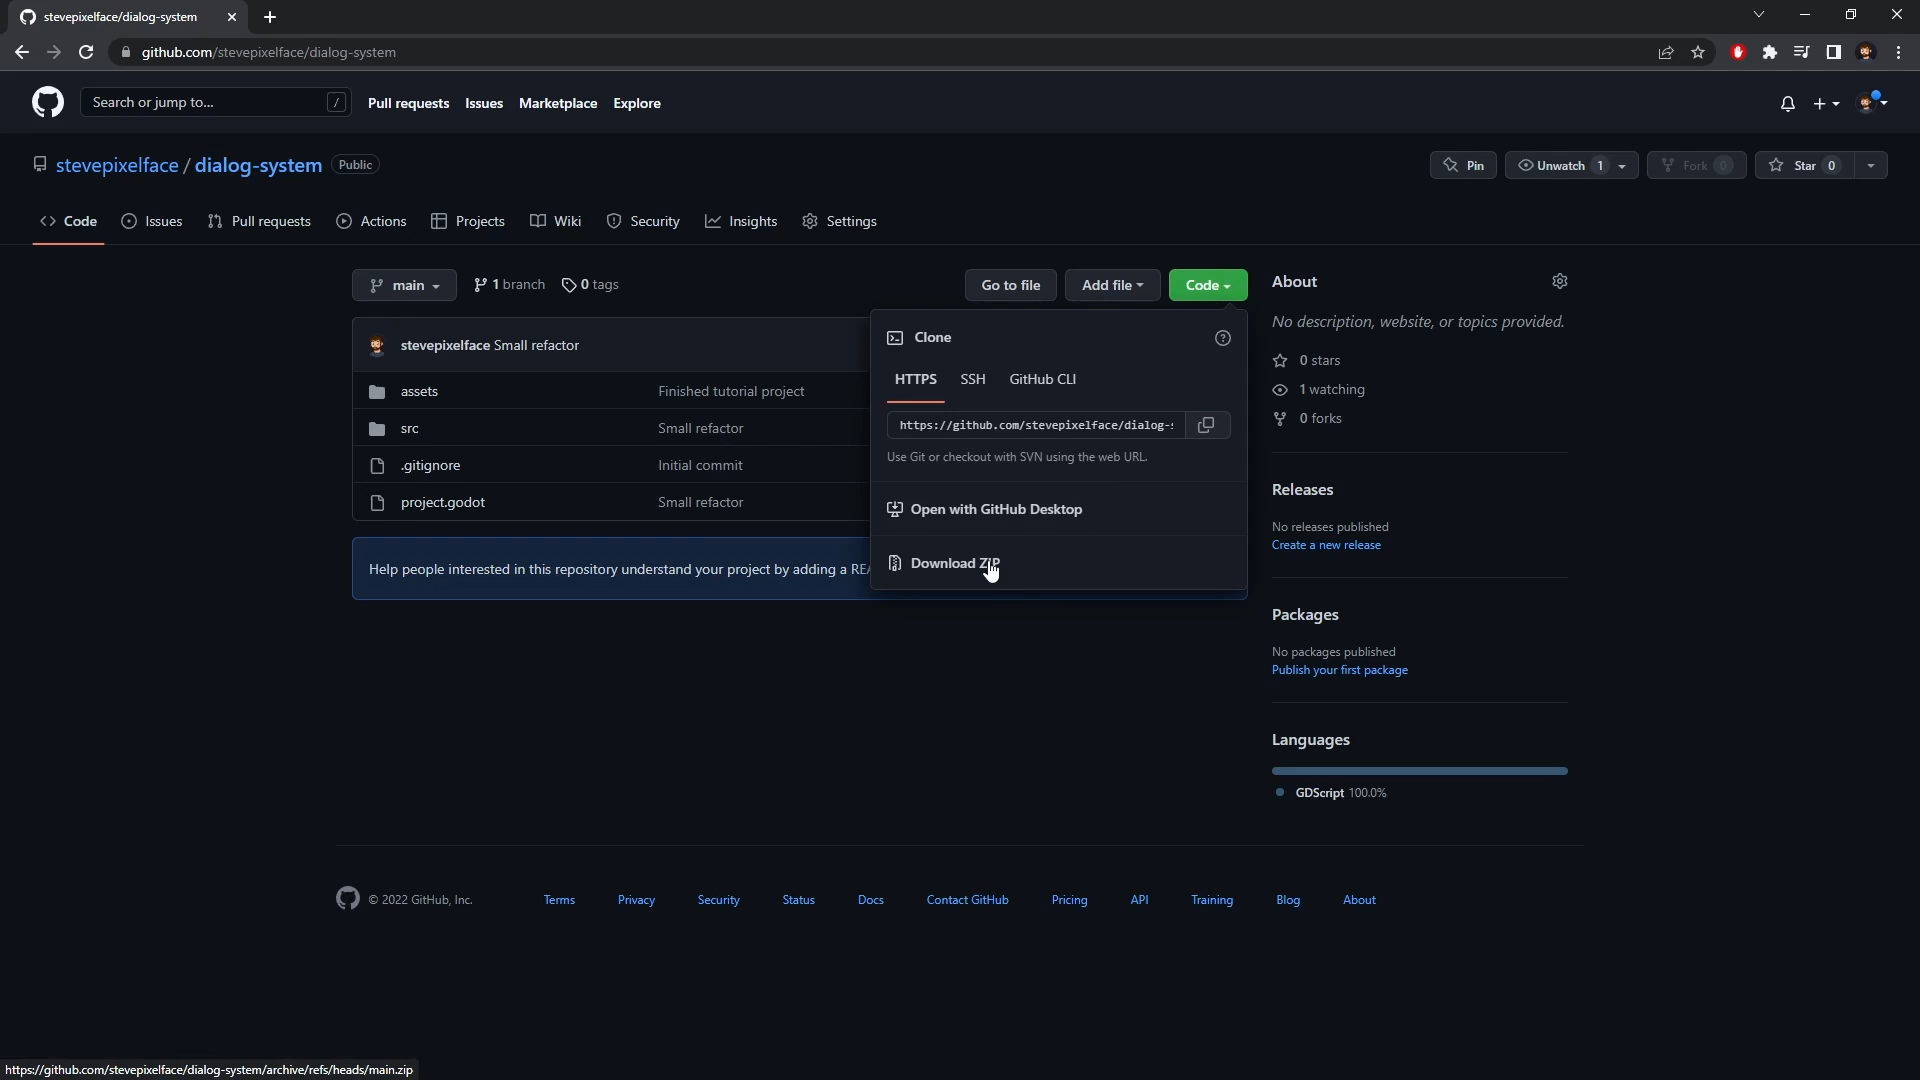 stevepixelface/dialog-system
github.com/stevepixelface/dialog-system
Search or jump to... /
Pull requests Issues Marketplace Explore
stevepixelface / dialog-system Public
Pin Unwatch 1 Fork 0 Star 0
Code Issues Pull requests Actions Projects Wiki Security Insights Settings
main 1 branch 0 tags
Go to file Add file Code
stevepixelface Small refactor
assets Finished tutorial project
src Small refactor
.gitignore Initial commit
project.godot Small refactor
Help people interested in this repository understand your project by adding a REA
Clone
HTTPS SSH GitHub CLI
https://github.com/stevepixelface/dialog-s
Use Git or checkout with SVN using the web URL.
Open with GitHub Desktop
Download ZIP
About
No description, website, or topics provided.
0 stars
1 watching
0 forks
Releases
No releases published
Create a new release
Packages
No packages published
Publish your first package
Languages
GDScript 100.0%
© 2022 GitHub, Inc. Terms Privacy Security Status Docs Contact GitHub Pricing API Training Blog About
https://github.com/stevepixelface/dialog-system/archive/refs/heads/main.zip